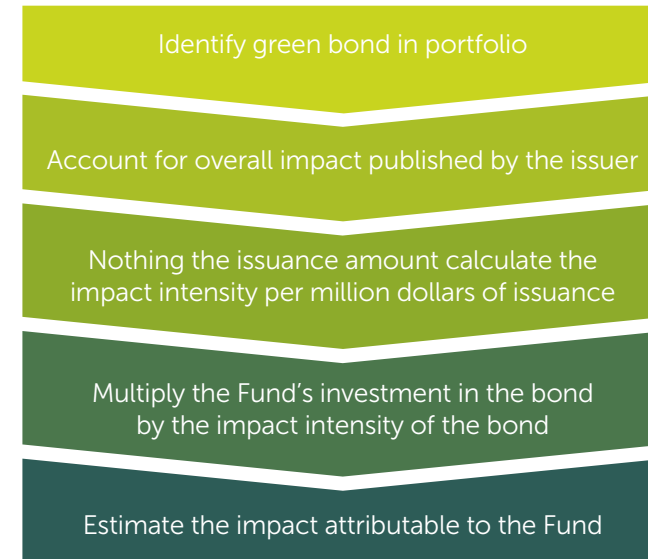 Identify green bond in portfolio
Account for overall impact published by the issuer
Nothing the issuance amount calculate the
impact intensity per million dollars of issuance
Multiply the Fund’s investment in the bond
by the impact intensity of the bond
Estimate the impact attributable to the Fund